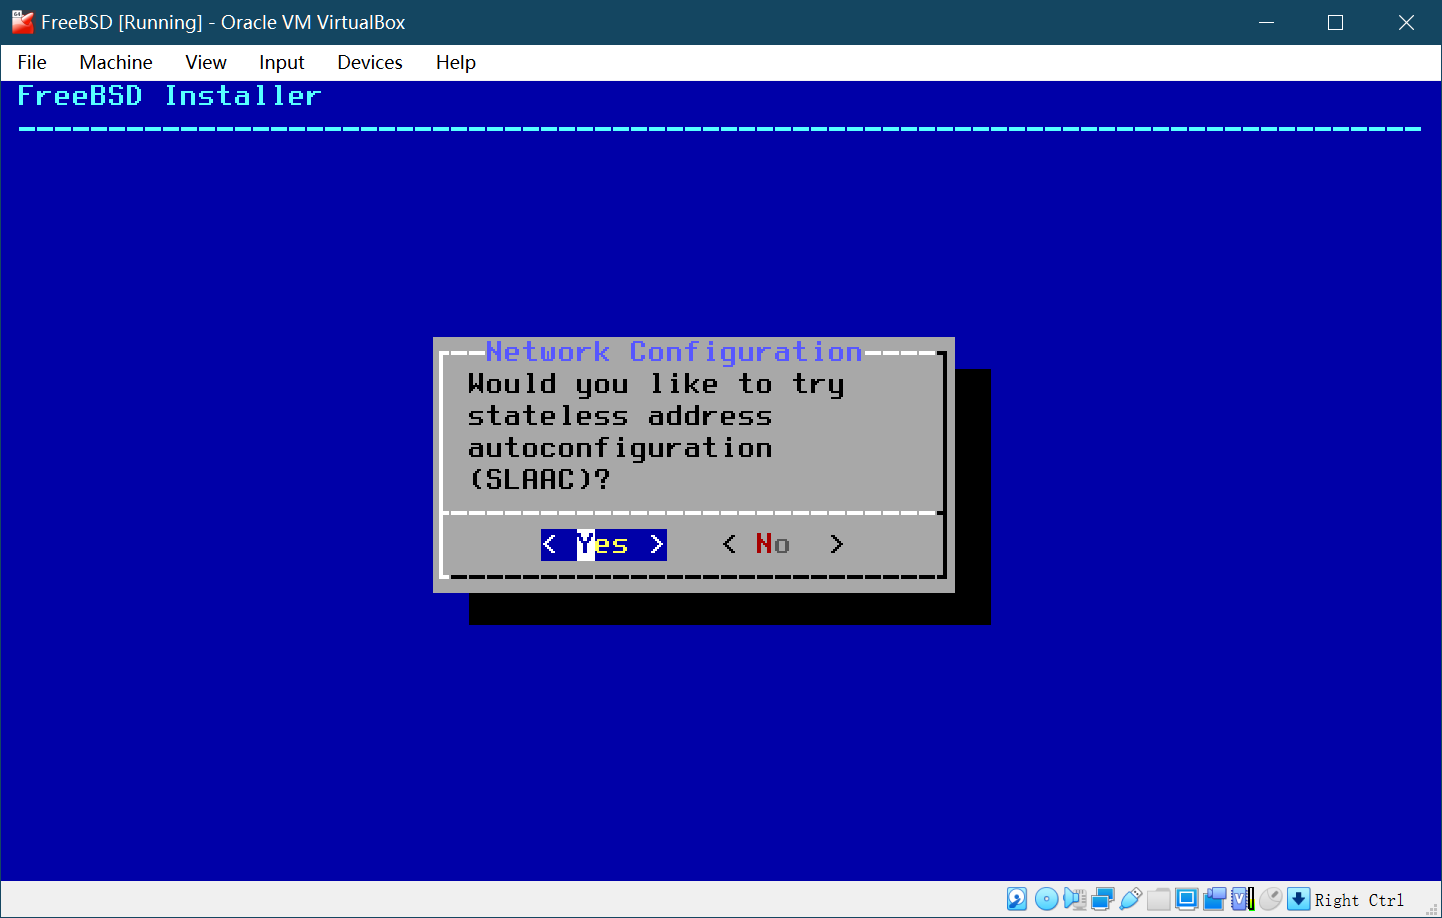 FreeBSD [Running] - Oracle VM VirtualBox
File Machine View Input Devices Help
FreeBSD Installer
Network Configuration
Would you like to try
stateless address
autoconfiguration
(SLAAC)?
< Yes > < No >
Right Ctrl